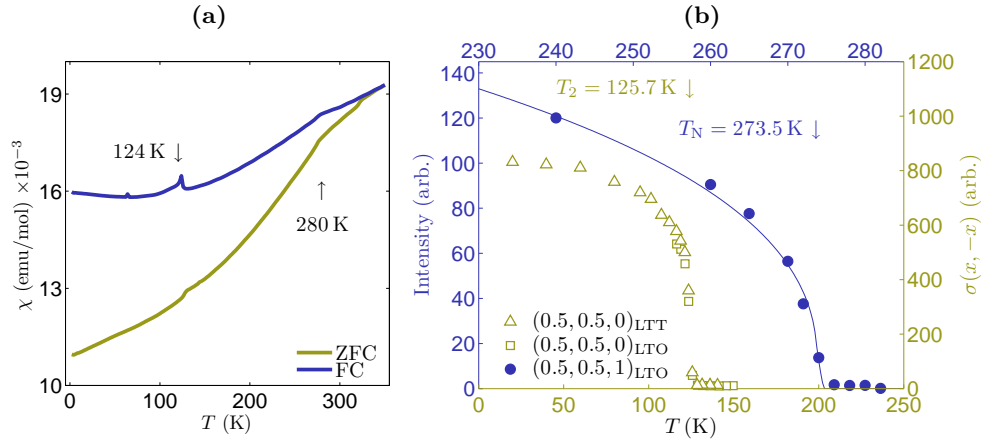 (a)
(b)
19
16
13
10
χ (emu/mol) ×10⁻³
124 K ↓
↑
280 K
ZFC
FC
0
100
200
300
T (K)
230
240
250
260
270
280
140
120
100
80
60
40
20
0
Intensity (arb.)
T₂ = 125.7 K ↓
T_N = 273.5 K ↓
(0.5, 0.5, 0)_LTT
(0.5, 0.5, 0)_LTO
(0.5, 0.5, 1)_LTO
1200
1000
800
600
400
200
0
σ(x, −x) (arb.)
0
50
100
150
200
250
T (K)